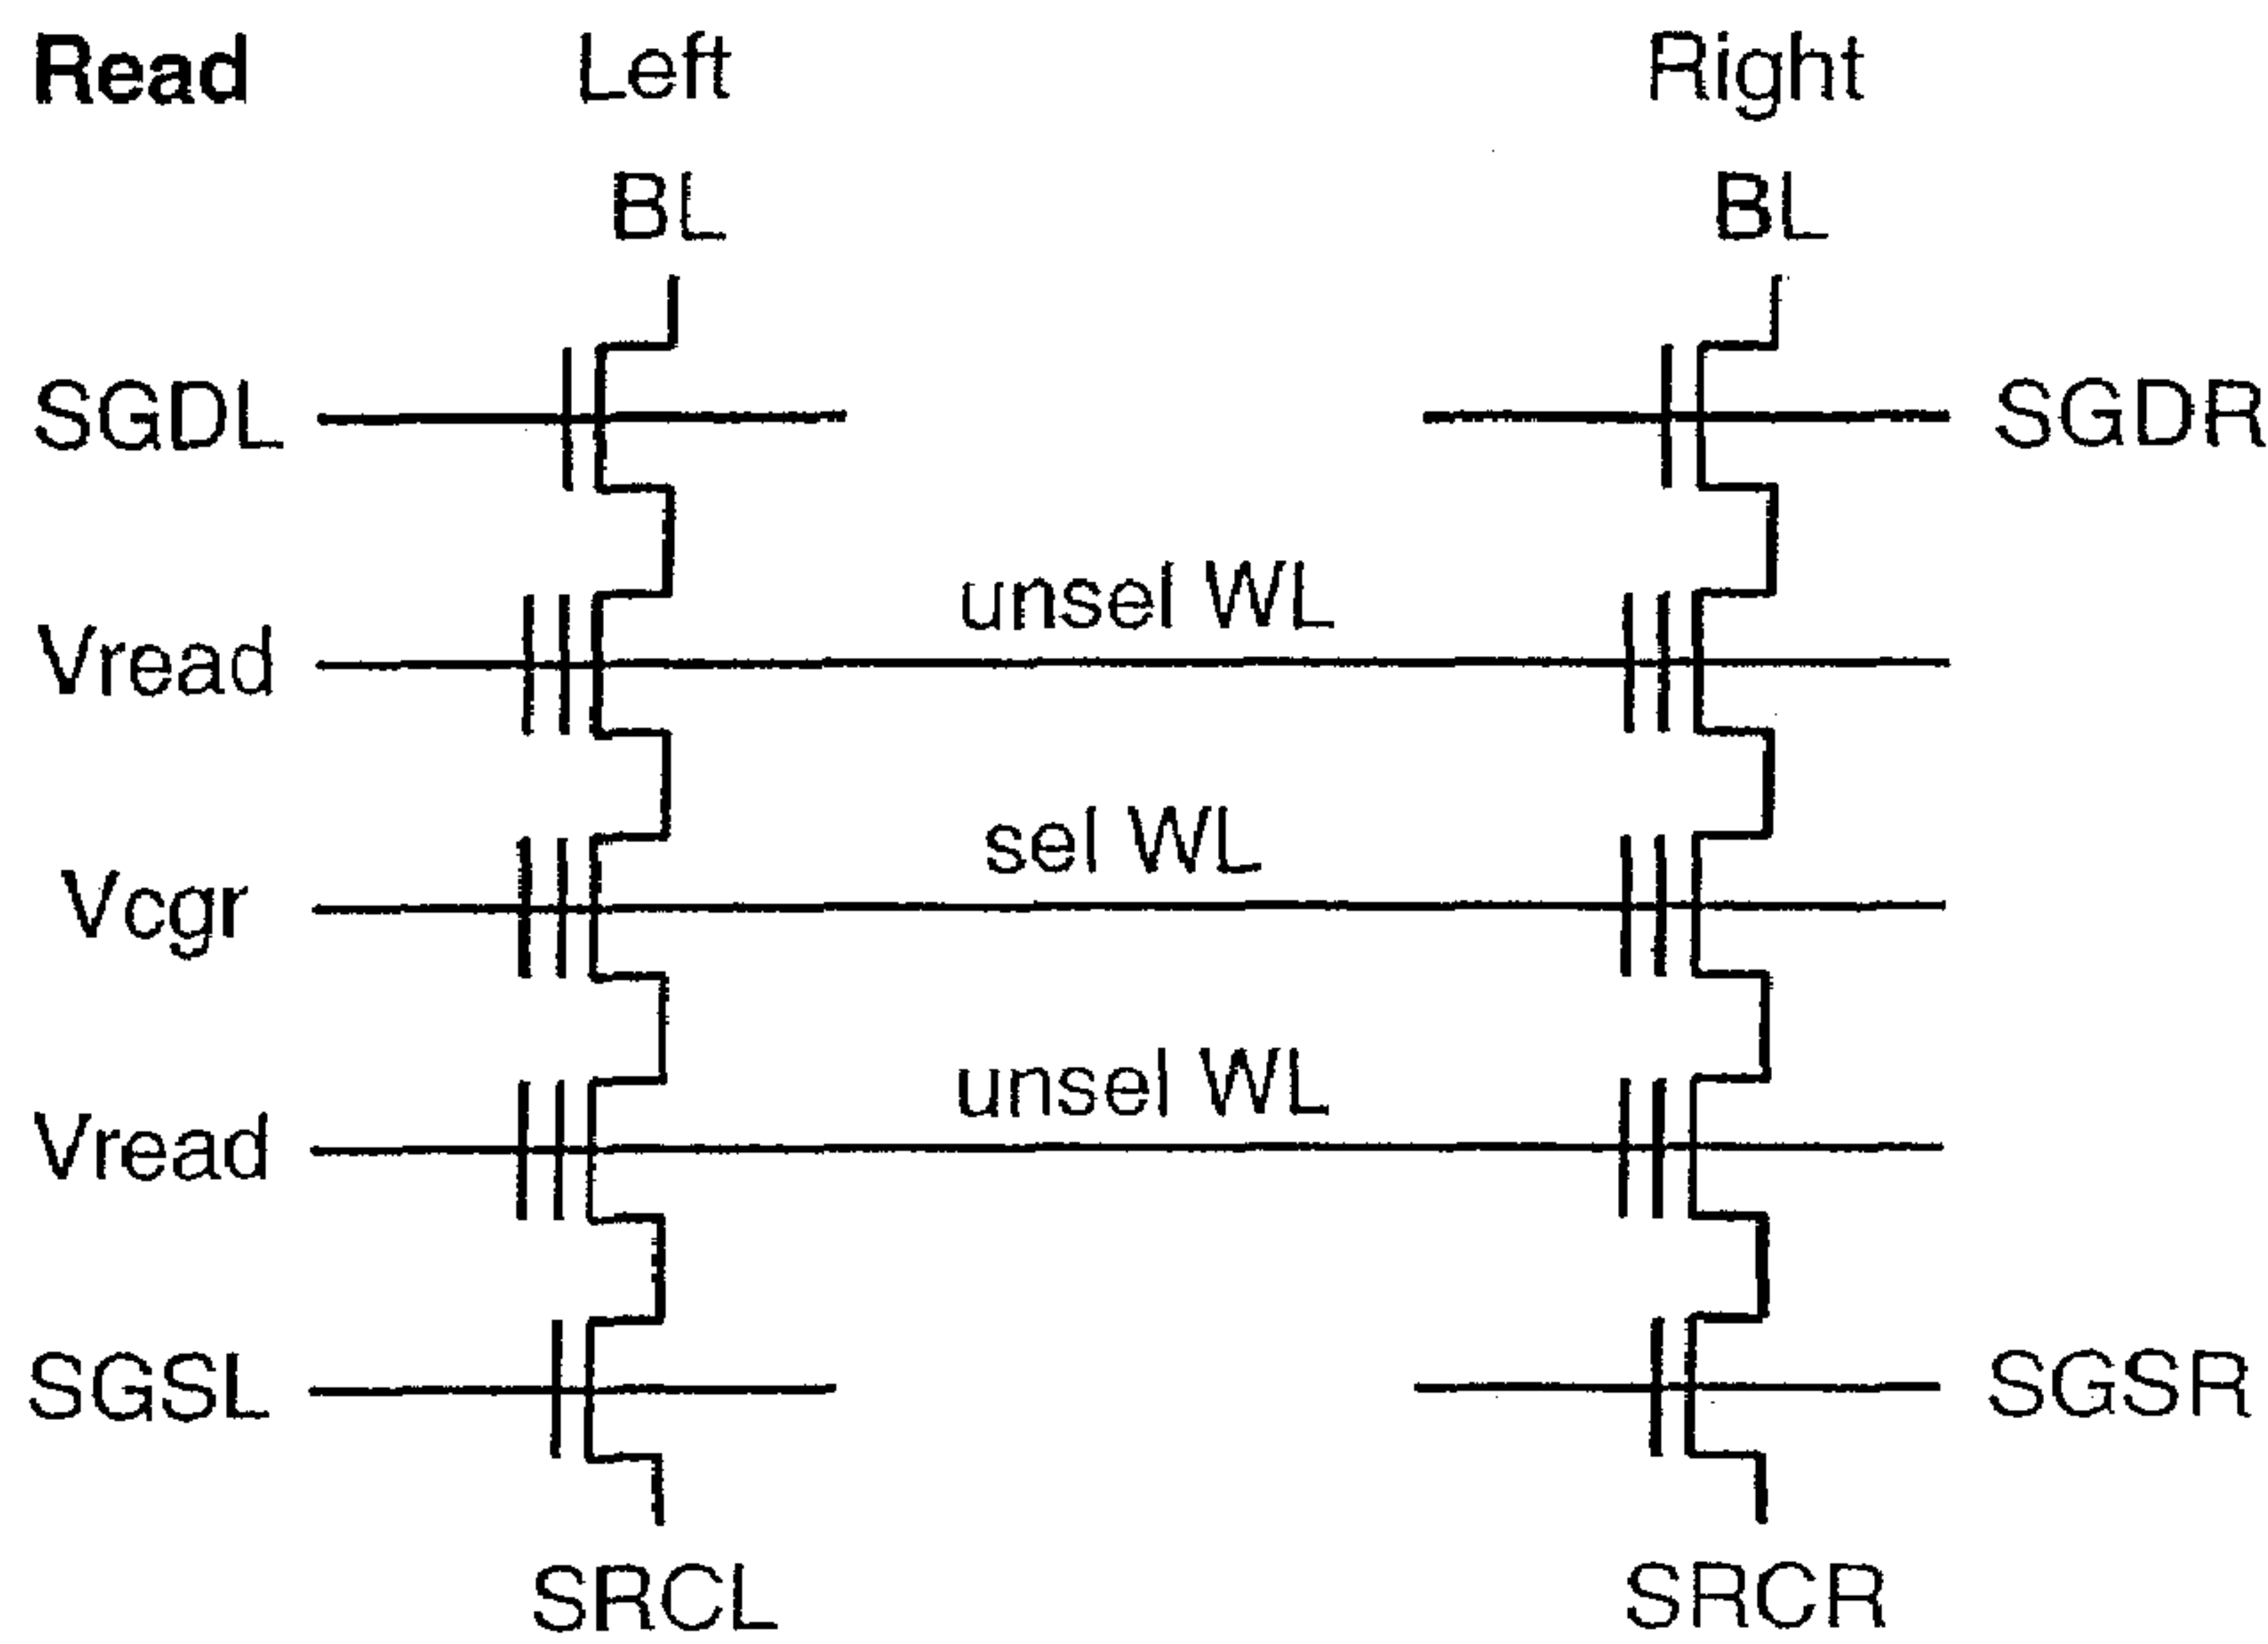 Read Left Right
BL BL
SGDL SGDR
unsel WL
Vread
sel WL
Vcgr
unsel WL
Vread
SGSL SGSR
SRCL SRCR